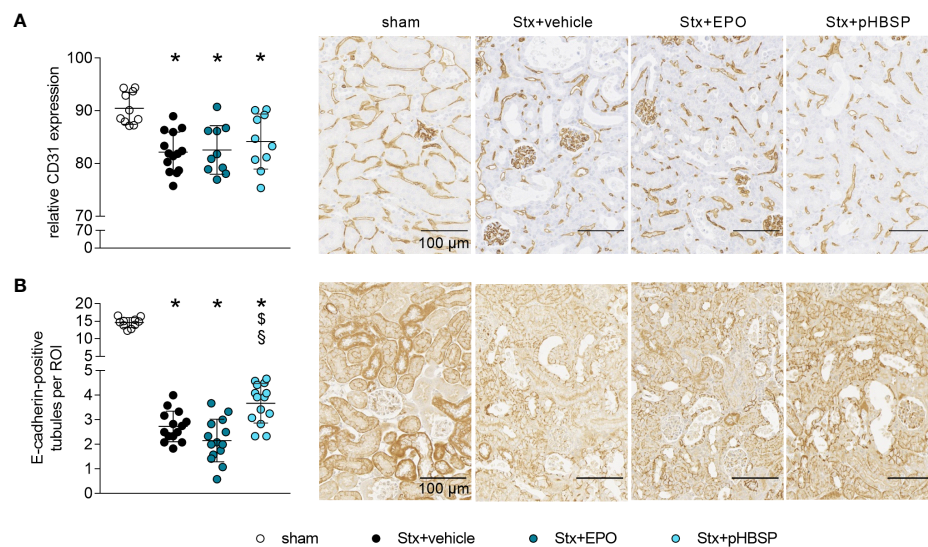 A
sham
Stx+vehicle
Stx+EPO
Stx+pHBSP
relative CD31 expression
100
90
80
70
70
0
* * *
100 µm
B
E-cadherin-positive
tubules per ROI
20
15
10
5
5
4
3
2
1
0
* * *
$
§
100 µm
sham Stx+vehicle Stx+EPO Stx+pHBSP